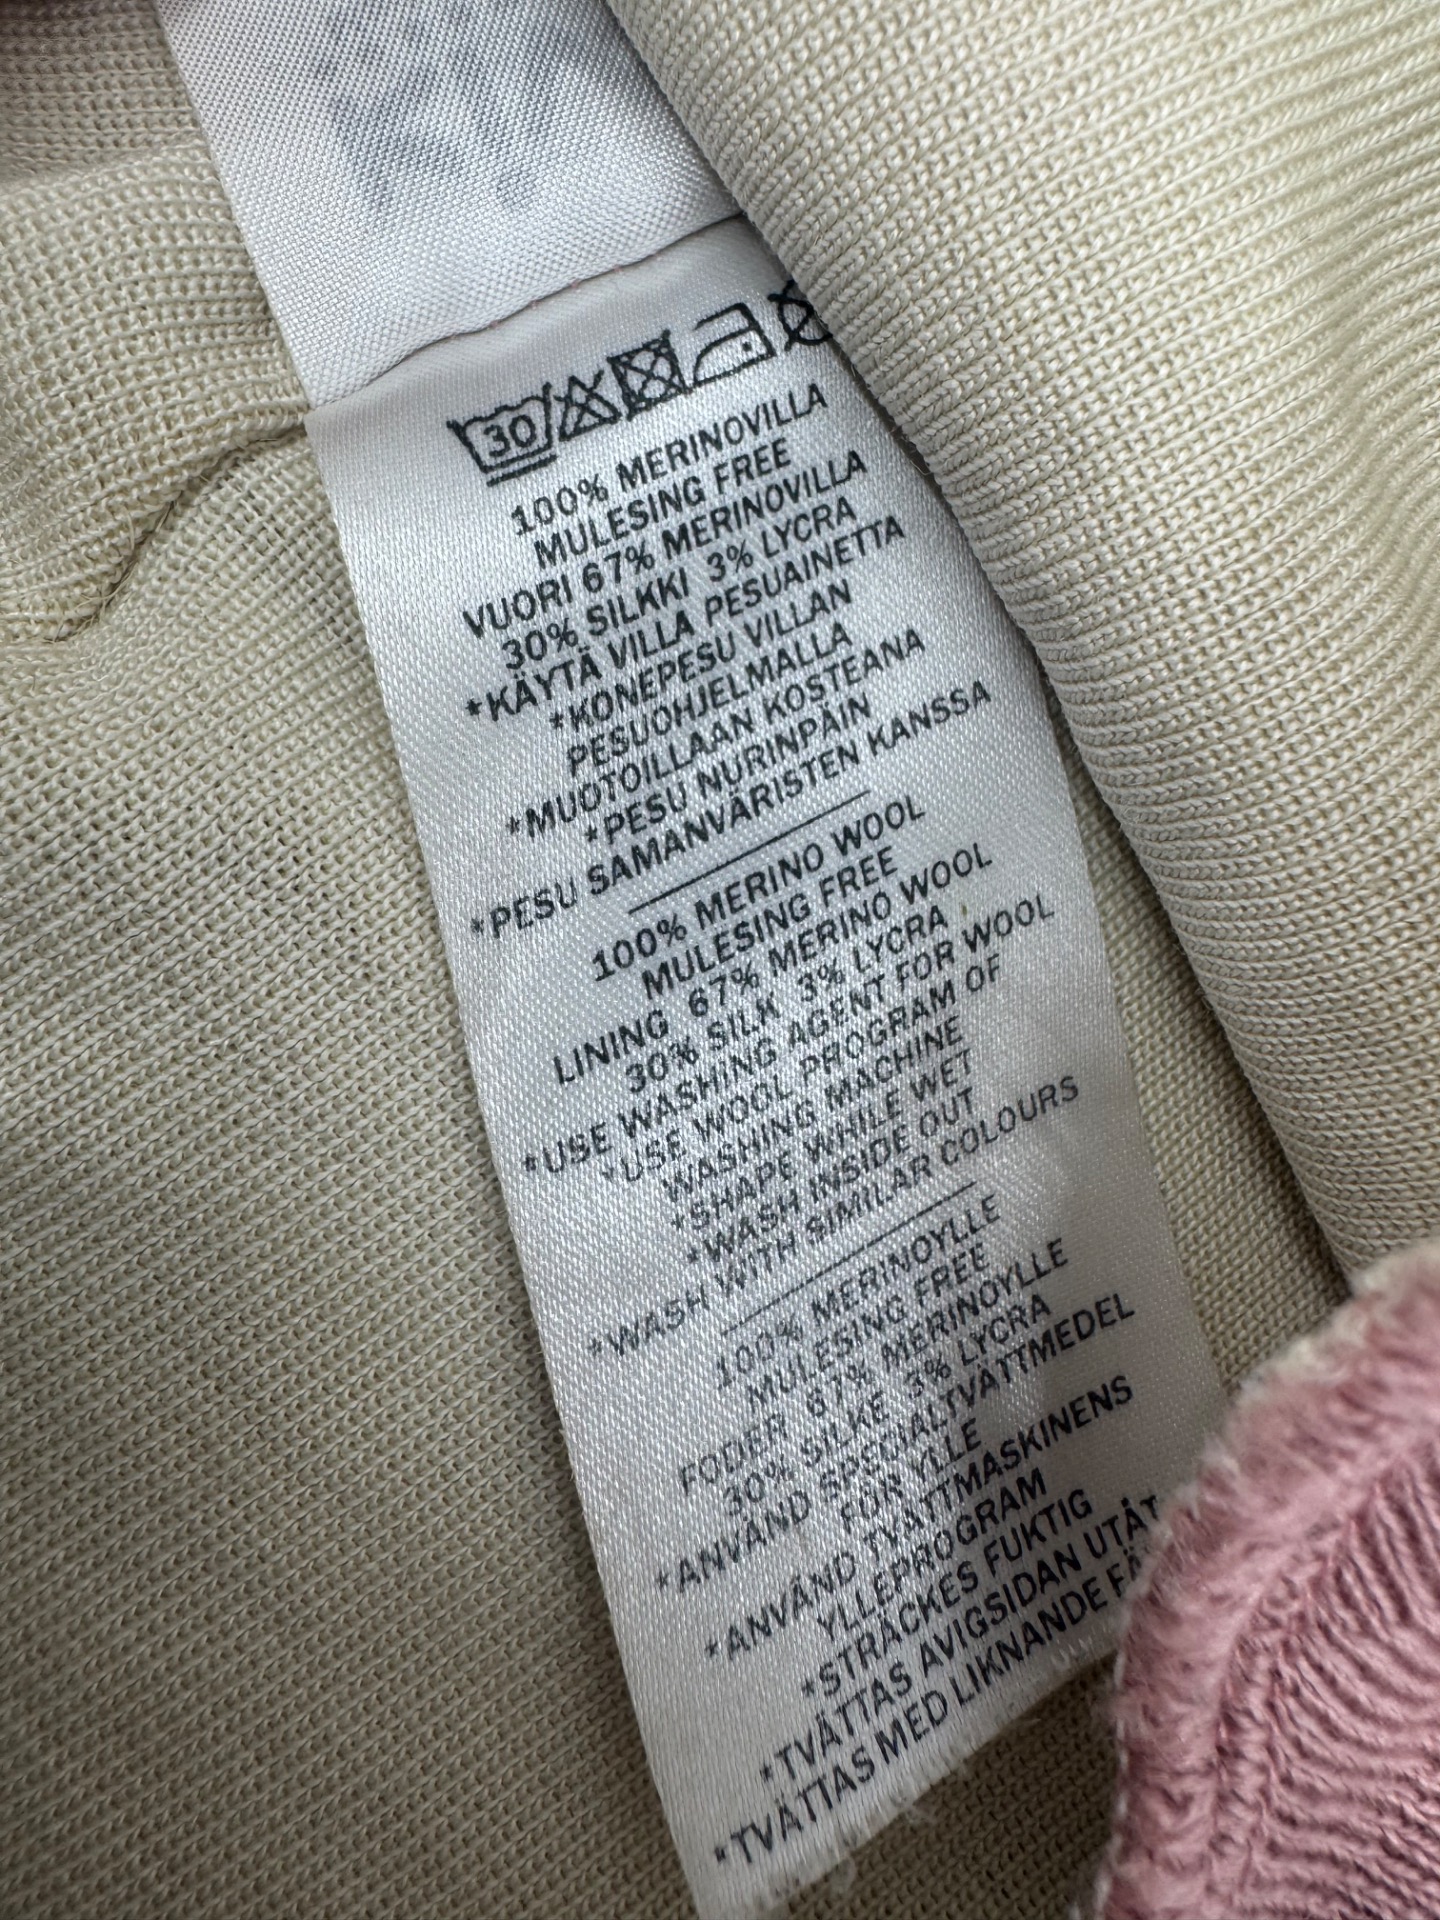 30
100% MERINOVILLA
MULESING FREE
VUORI 67% MERINOVILLA
30% SILKKI 3% LYCRA
*KÄYTÄ VILLA PESUAINETTA
*KONEPESU VILLAN
PESUOHJELMALLA
*MUOTOILLAAN KOSTEANA
*PESU NURINPÄIN
*PESU SAMANVÄRISTEN KANSSA
100% MERINO WOOL
MULESING FREE
LINING 67% MERINO WOOL
30% SILK 3% LYCRA
*USE WASHING AGENT FOR WOOL
*USE WOOL PROGRAM OF
WASHING MACHINE
*SHAPE WHILE WET
*WASH INSIDE OUT
*WASH WITH SIMILAR COLOURS
100% MERINOYLLE
MULESING FREE
FODER 67% MERINOYLLE
30% SILKE 3% LYCRA
*ANVÄND SPECIALTVÄTTMEDEL
FÖR YLLE
*ANVÄND TVÄTTMASKINENS
YLLEPROGRAM
*STRÄCKES FUKTIG
*TVÄTTAS AVIGSIDAN UTÅT
*TVÄTTAS MED LIKNANDE